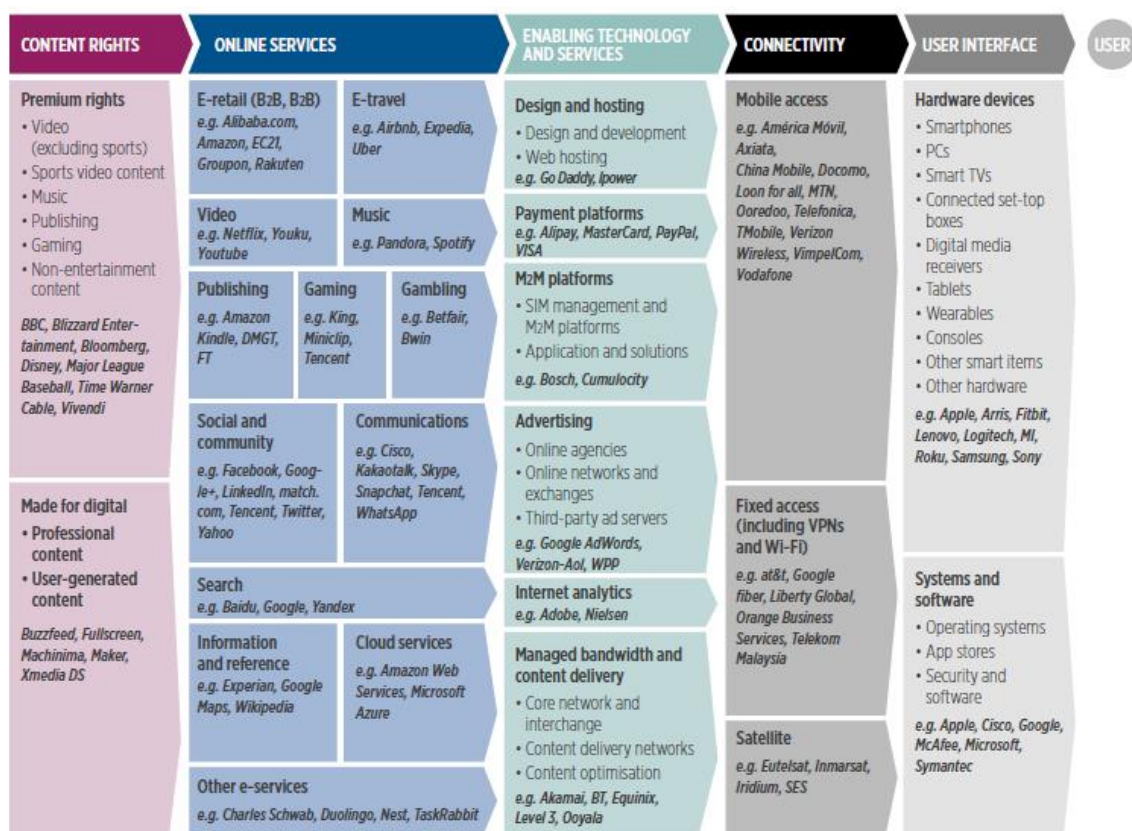 CONTENT RIGHTS
ONLINE SERVICES
ENABLING TECHNOLOGY
AND SERVICES
CONNECTIVITY
USER INTERFACE
USER
Premium rights
• Video
(excluding sports)
• Sports video content
• Music
• Publishing
• Gaming
• Non-entertainment
content
BBC, Blizzard Enter-
tainment, Bloomberg,
Disney, Major League
Baseball, Time Warner
Cable, Vivendi
Made for digital
• Professional
content
• User-generated
content
Buzzfeed, Fullscreen,
Machinima, Maker,
Xmedia DS
E-retail (B2B, B2B)
e.g. Alibaba.com,
Amazon, EC21,
Groupon, Rakuten
E-travel
e.g. Airbnb, Expedia,
Uber
Video
e.g. Netflix, Youku,
Youtube
Music
e.g. Pandora, Spotify
Publishing
e.g. Amazon
Kindle, DMGT,
FT
Gaming
e.g. King,
Miniclip,
Tencent
Gambling
e.g. Betfair,
Bwin
Social and
community
e.g. Facebook, Goog-
le+, LinkedIn, match.
com, Tencent, Twitter,
Yahoo
Communications
e.g. Cisco,
Kakaotalk, Skype,
Snapchat, Tencent,
WhatsApp
Search
e.g. Baidu, Google, Yandex
Information
and reference
e.g. Experian, Google
Maps, Wikipedia
Cloud services
e.g. Amazon Web
Services, Microsoft
Azure
Other e-services
e.g. Charles Schwab, Duolingo, Nest, TaskRabbit
Design and hosting
• Design and development
• Web hosting
e.g. Go Daddy, Ipower
Payment platforms
e.g. Alipay, MasterCard, PayPal,
VISA
M2M platforms
• SIM management and
M2M platforms
• Application and solutions
e.g. Bosch, Cumulocity
Advertising
• Online agencies
• Online networks and
exchanges
• Third-party ad servers
e.g. Google AdWords,
Verizon-Aol, WPP
Internet analytics
e.g. Adobe, Nielsen
Managed bandwidth and
content delivery
• Core network and
interchange
• Content delivery networks
• Content optimisation
e.g. Akamai, BT, Equinix,
Level 3, Ooyala
Mobile access
e.g. América Móvil,
Axiata,
China Mobile, Docomo,
Loon for all, MTN,
Ooredoo, Telefonica,
TMobile, Verizon
Wireless, VimpelCom,
Vodafone
Fixed access
(including VPNs
and Wi-Fi)
e.g. at&t, Google
fiber, Liberty Global,
Orange Business
Services, Telekom
Malaysia
Satellite
e.g. Eutelsat, Inmarsat,
Iridium, SES
Hardware devices
• Smartphones
• PCs
• Smart TVs
• Connected set-top
boxes
• Digital media
receivers
• Tablets
• Wearables
• Consoles
• Other smart items
• Other hardware
e.g. Apple, Arris, Fitbit,
Lenovo, Logitech, MI,
Roku, Samsung, Sony
Systems and
software
• Operating systems
• App stores
• Security and
software
e.g. Apple, Cisco, Google,
McAfee, Microsoft,
Symantec